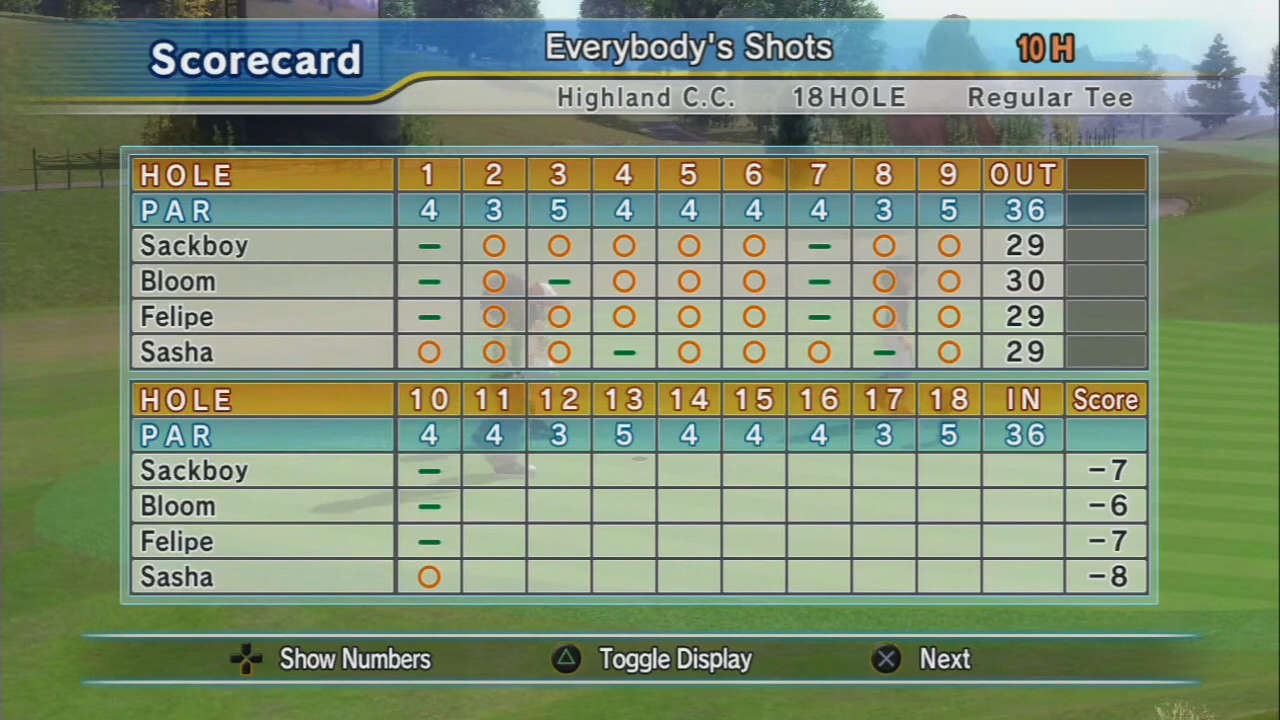 Scorecard
Everybody's Shots 10 H
Highland C.C. 18HOLE Regular Tee
HOLE 1 2 3 4 5 6 7 8 9 OUT
PAR 4 3 5 4 4 4 4 3 5 36
Sackboy – ○ ○ ○ ○ ○ – ○ ○ 29
Bloom – ○ – ○ ○ ○ – ○ ○ 30
Felipe – ○ ○ ○ ○ ○ – ○ ○ 29
Sasha ○ ○ ○ – ○ ○ ○ – ○ 29
HOLE 10 11 12 13 14 15 16 17 18 IN Score
PAR 4 4 3 5 4 4 4 3 5 36
Sackboy – -7
Bloom – -6
Felipe – -7
Sasha ○ -8
Show Numbers Toggle Display Next